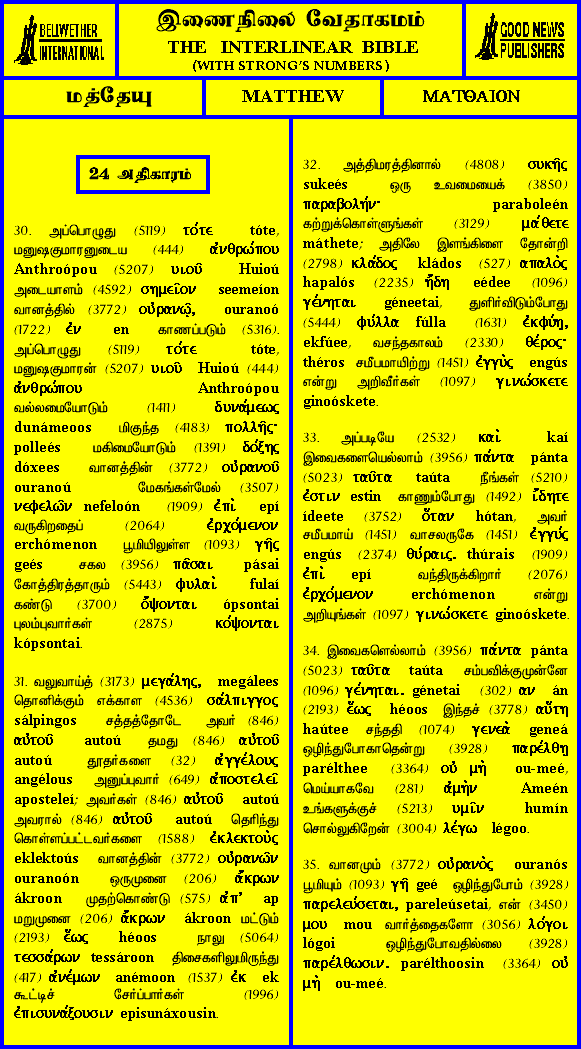 BELLWETHER
INTERNATIONAL
இணைநிலை வேதாகமம்
THE INTERLINEAR BIBLE
(WITH STRONG'S NUMBERS)
GOOD NEWS
PUBLISHERS
மத்தேயு
MATTHEW
ΜΑΤΘΑΙΟΝ
24 அதிகாரம்
30. அப்பொழுது (5119) τότε tóte,
மனுஷகுமாரனுடைய (444) ἀνθρώπου
Anthroópou (5207) υιοῦ Huioú
அடையாளம் (4592) σημεῖον seemeíon
வானத்தில் (3772) οὐρανῷ, ouranoó
(1722) ἐν en காணப்படும் (5316).
அப்பொழுது (5119) τότε tóte,
மனுஷகுமாரன் (5207) υιοῦ Huioú (444)
ἀνθρώπου Anthroópou
வல்லமையோடும் (1411) δυνάμεως
dunámeoos மிகுந்த (4183) πολλῆς·
polleés மகிமையோடும் (1391) δόξης
dóxees வானத்தின் (3772) οὐρανοῦ
ouranoú மேகங்கள்மேல் (3507)
νεφελῶν nefeloón (1909) ἐπὶ epí
வருகிறதைப் (2064) ἐρχόμενον
erchómenon பூமியிலுள்ள (1093) γῆς
geés சகல (3956) πᾶσαι pásai
கோத்திரத்தாரும் (5443) φυλαὶ fulaí
கண்டு (3700) ὄψονται ópsontai
புலம்புவார்கள் (2875) κόψονται
kópsontai.
31. வலுவாய்த் (3173) μεγάλης, megálees
தொனிக்கும் எக்காள (4536) σάλπιγγος
sálpingos சத்தத்தோடே அவர் (846)
αὐτοῦ autoú தமது (846) αὐτοῦ
autoú தூதர்களை (32) ἀγγέλους
angélous அனுப்புவார் (649) ἀποστελεῖ
aposteleí; அவர்கள் (846) αὐτοῦ autoú
அவரால் (846) αὐτοῦ autoú தெரிந்து
கொள்ளப்பட்டவர்களை (1588) ἐκλεκτοὺς
eklektoús வானத்தின் (3772) οὐρανῶν
ouranoón ஒருமுனை (206) ἄκρων
ákroon முதற்கொண்டு (575) ἀπ' ap
மறுமுனை (206) ἄκρων ákroon மட்டும்
(2193) ἕως héoos நாலு (5064)
τεσσάρων tessároon திசைகளிலுமிருந்து
(417) ἀνέμων anémoon (1537) ἐκ ek
கூட்டிச் சேர்ப்பார்கள் (1996)
ἐπισυνάξουσιν episunáxousin.
32. அத்திமரத்தினால் (4808) συκῆς
sukeés ஒரு உவமையைக் (3850)
παραβολήν· paraboleén
கற்றுக்கொள்ளுங்கள் (3129) μάθετε
máthete; அதிலே இளங்கிளை தோன்றி
(2798) κλάδος kládos (527) απαλὸς
hapalós (2235) ἤδη eédee (1096)
γένηται géneetai, துளிர்விடும்போது
(5444) φύλλα fúlla (1631) ἐκφύῃ,
ekfúee, வசந்தகாலம் (2330) θέρος·
théros சமீபமாயிற்று (1451) ἐγγὺς engús
என்று அறிவீர்கள் (1097) γινώσκετε
ginoóskete.
33. அப்படியே (2532) καὶ kaí
இவைகளையெல்லாம் (3956) πάντα pánta
(5023) ταῦτα taúta நீங்கள் (5210)
ἐστιν estin காணும்போது (1492) ἴδητε
ídeete (3752) ὅταν hótan, அவர்
சமீபமாய் (1451) வாசலருகே (1451) ἐγγύς
engús (2374) θύραις. thúrais (1909)
ἐπὶ epí வந்திருக்கிறார் (2076)
ἐρχόμενον erchómenon என்று
அறியுங்கள் (1097) γινώσκετε ginoóskete.
34. இவைகளெல்லாம் (3956) πάντα pánta
(5023) ταῦτα taúta சம்பவிக்குமுன்னே
(1096) γένηται. génetai (302) αν án
(2193) ἕως héoos இந்தச் (3778) αὕτη
haútee சந்ததி (1074) γενεὰ geneá
ஒழிந்துபோகாதென்று (3928) παρέλθῃ
parélthee (3364) οὐ μὴ ou-meé,
மெய்யாகவே (281) ἀμὴν Ameén
உங்களுக்குச் (5213) υμῖν humín
சொல்லுகிறேன் (3004) λέγω légoo.
35. வானமும் (3772) οὐρανὸς ouranós
பூமியும் (1093) γῆ geé ஒழிந்துபோம் (3928)
παρελεύσεται, pareleúsetai, என் (3450)
μου mou வார்த்தைகளோ (3056) λόγοι
lógoi ஒழிந்துபோவதில்லை (3928)
παρέλθωσιν. parélthoosin (3364) οὐ
μὴ ou-meé.